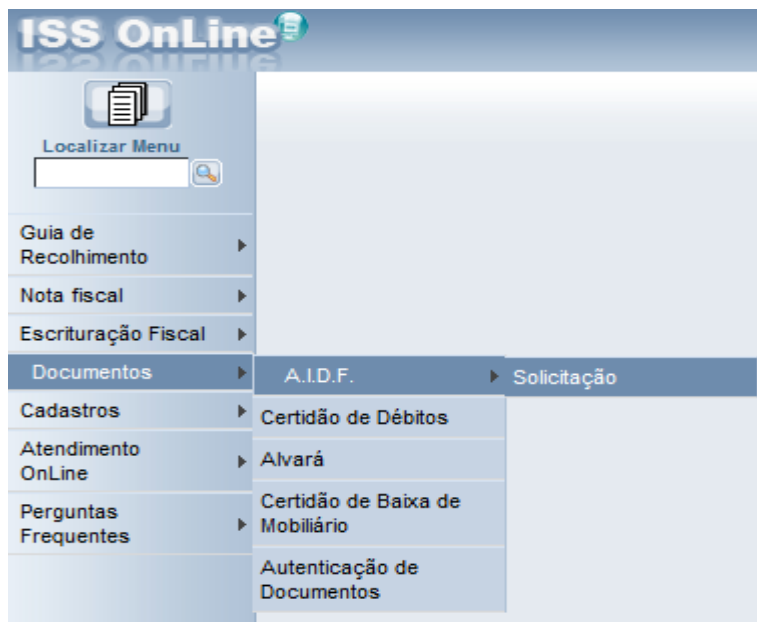 ISS OnLine
Localizar Menu
Guia de
Recolhimento
Nota fiscal
Escrituração Fiscal
Documentos
A.I.D.F.
Solicitação
Cadastros
Certidão de Débitos
Atendimento
OnLine
Alvará
Perguntas
Frequentes
Certidão de Baixa de
Mobiliário
Autenticação de
Documentos